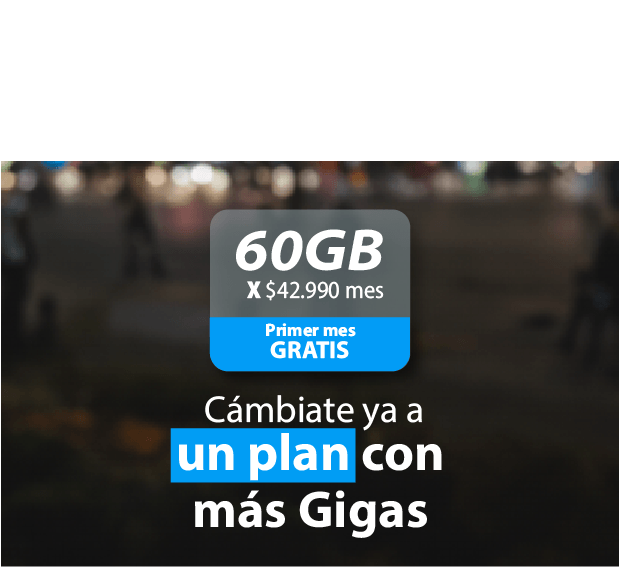 60GB
X $42.990 mes
Primer mes
GRATIS
Cámbiate ya a
un plan con
más Gigas